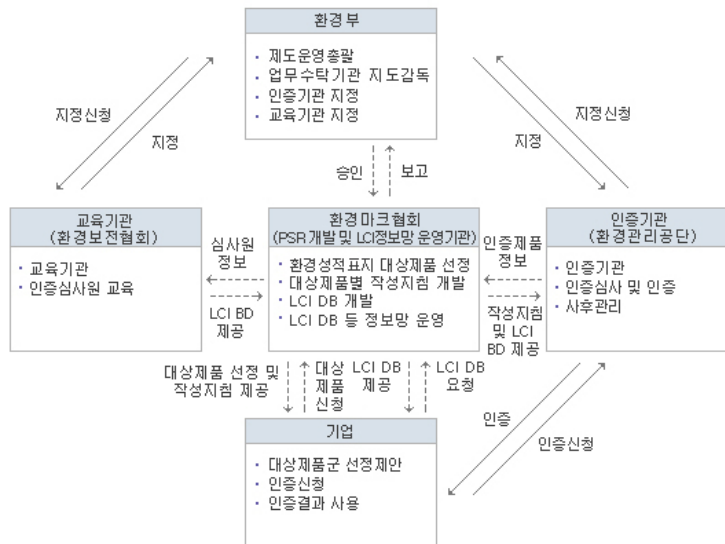 환경부
· 제도운영총괄
· 업무수탁기관 지도감독
· 인증기관 지정
· 교육기관 지정
지정신청
지정
지정신청
지정
승인
보고
교육기관
(환경보전협회)
· 교육기관
· 인증심사원 교육
심사원
정보
LCI BD
제공
환경마크협회
(PSR개발 및 LCI정보망 운영기관)
· 환경성적표지 대상제품 선정
· 대상제품별 작성지침 개발
· LCI DB 개발
· LCI DB 등 정보망 운영
인증제품
정보
작성지침
및 LCI
BD 제공
인증기관
(환경관리공단)
· 인증기관
· 인증심사 및 인증
· 사후관리
대상제품 선정 및
작성지침 제공
대상
제품
신청
LCI DB
제공
LCI DB
요청
인증
인증신청
기업
· 대상제품군 선정제안
· 인증신청
· 인증결과 사용